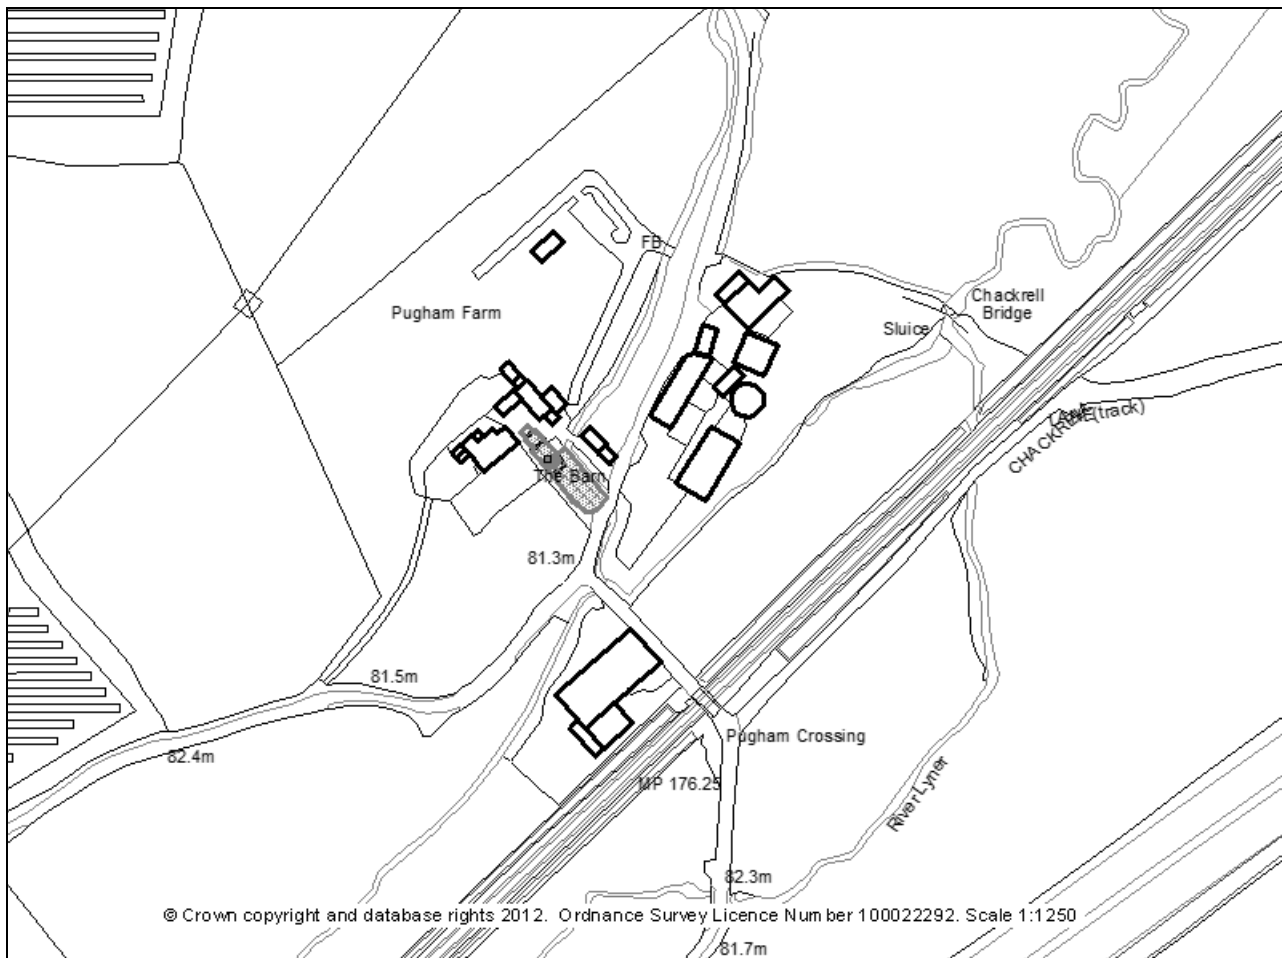 FB
Pugham Farm
Chackrell
Bridge
Sluice
LANE (track)
CHACKRELL
The Barn
81.3m
81.5m
Pugham Crossing
82.4m
MP 176.25
River Lyner
82.3m
© Crown copyright and database rights 2012. Ordnance Survey Licence Number 100022292. Scale 1:1250
81.7m